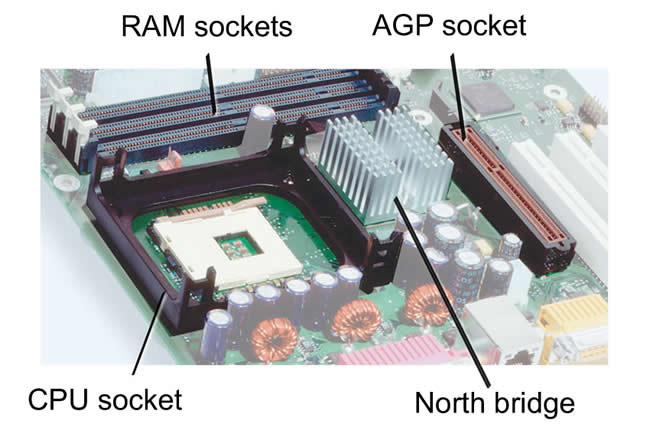 RAM sockets
AGP socket
CPU socket
North bridge